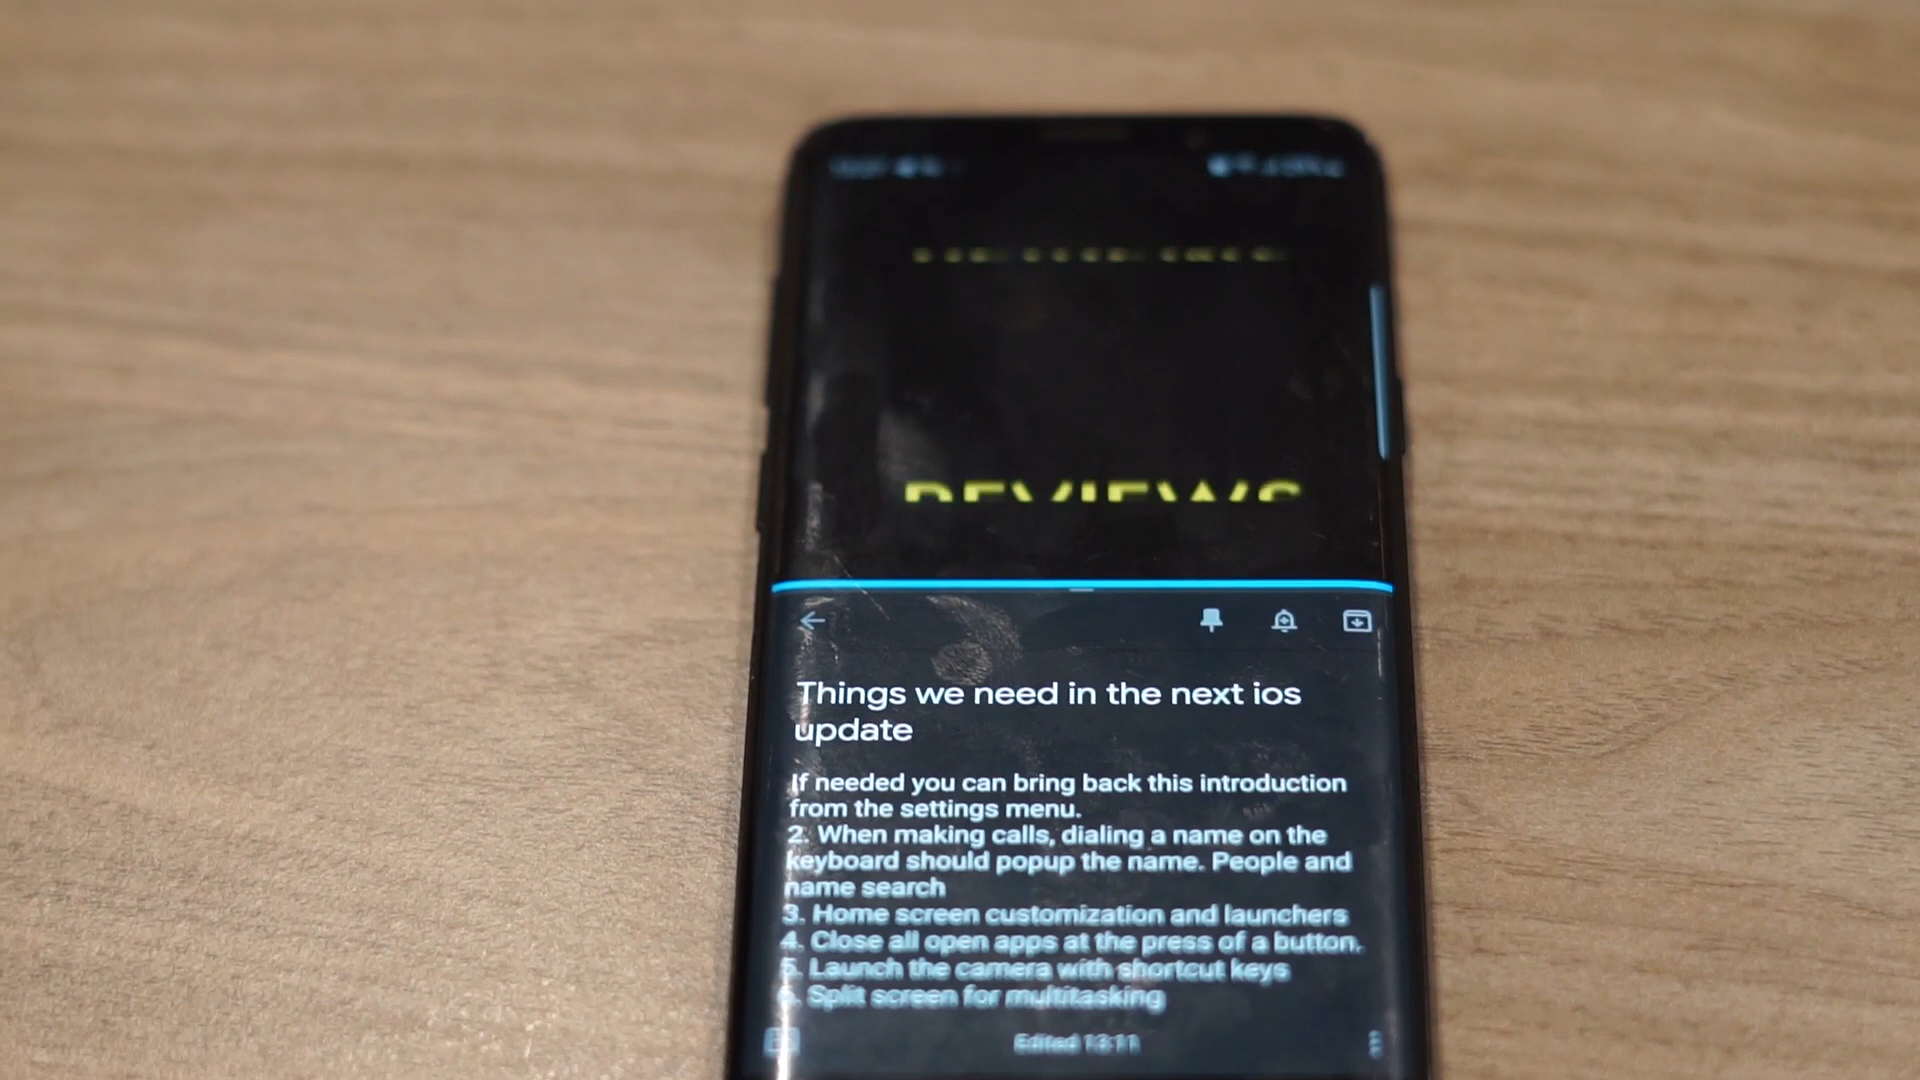 REVIEWS
Things we need in the next ios
update
If needed you can bring back this introduction
from the settings menu.
2. When making calls, dialing a name on the
keyboard should popup the name. People and
name search
3. Home screen customization and launchers
4. Close all open apps at the press of a button.
5. Launch the camera with shortcut keys
6. Split screen for multitasking
Edited 13:11